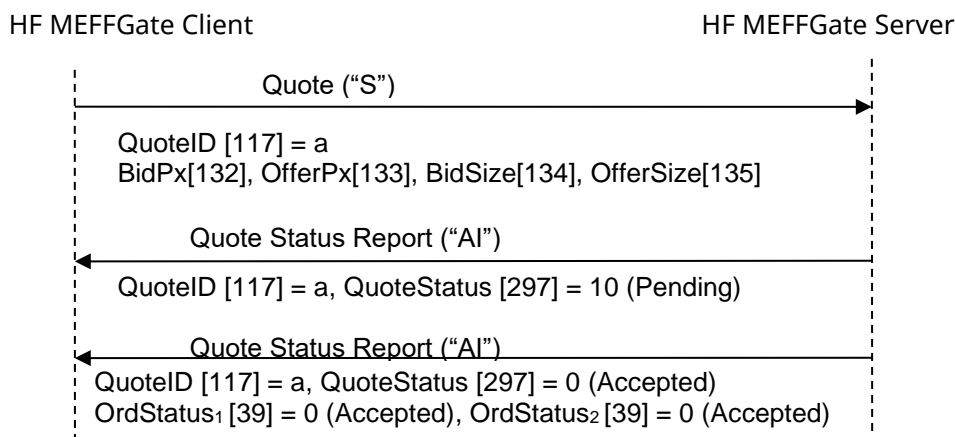 HF MEFFGate Client HF MEFFGate Server
Quote (“S”)
QuoteID [117] = a
BidPx[132], OfferPx[133], BidSize[134], OfferSize[135]
Quote Status Report (“AI”)
QuoteID [117] = a, QuoteStatus [297] = 10 (Pending)
Quote Status Report (“AI”)
QuoteID [117] = a, QuoteStatus [297] = 0 (Accepted)
OrdStatus₁ [39] = 0 (Accepted), OrdStatus₂ [39] = 0 (Accepted)